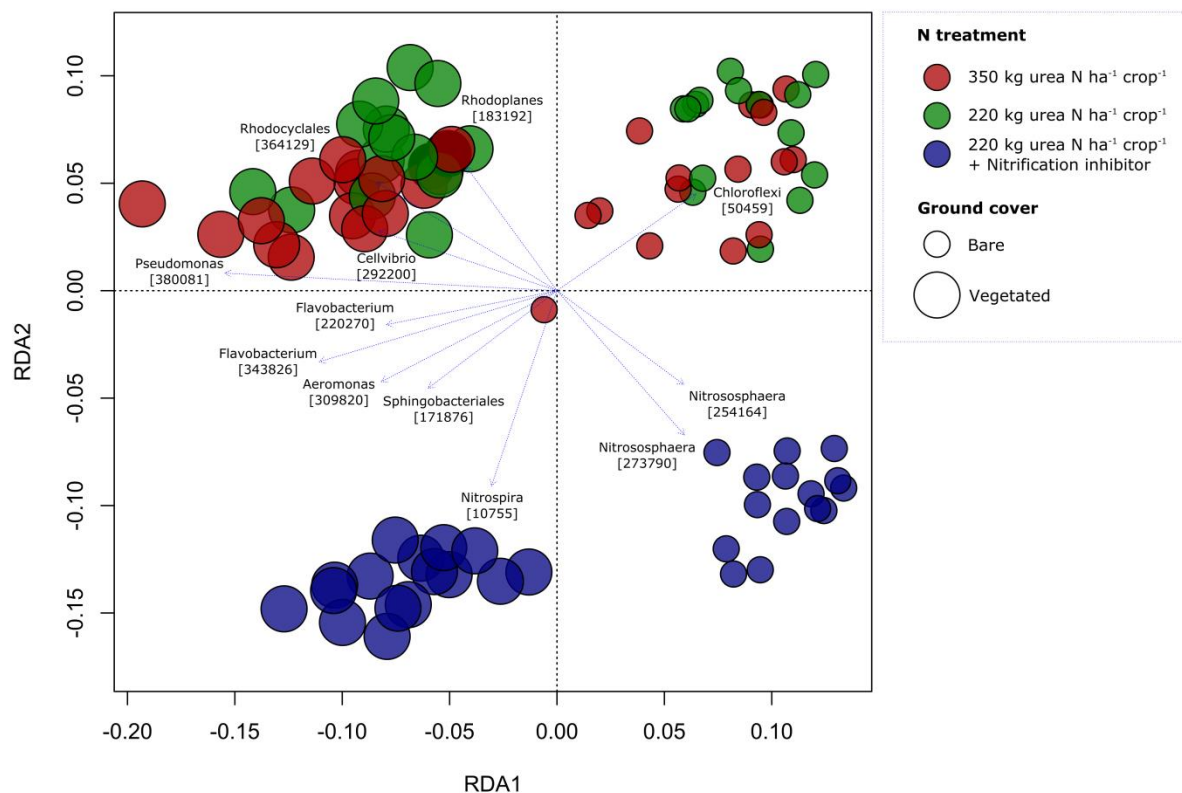 N treatment
350 kg urea N ha⁻¹ crop⁻¹
220 kg urea N ha⁻¹ crop⁻¹
220 kg urea N ha⁻¹ crop⁻¹
+ Nitrification inhibitor
Ground cover
Bare
Vegetated
RDA2
0.10
0.05
0.00
-0.05
-0.10
-0.15
Rhodoplanes
[183192]
Rhodocyclales
[364129]
Chloroflexi
[50459]
Cellvibrio
[292200]
Pseudomonas
[380081]
Flavobacterium
[220270]
Flavobacterium
[343826]
Aeromonas
[309820]
Sphingobacteriales
[171876]
Nitrososphaera
[254164]
Nitrososphaera
[273790]
Nitrospira
[10755]
-0.20
-0.15
-0.10
-0.05
0.00
0.05
0.10
RDA1